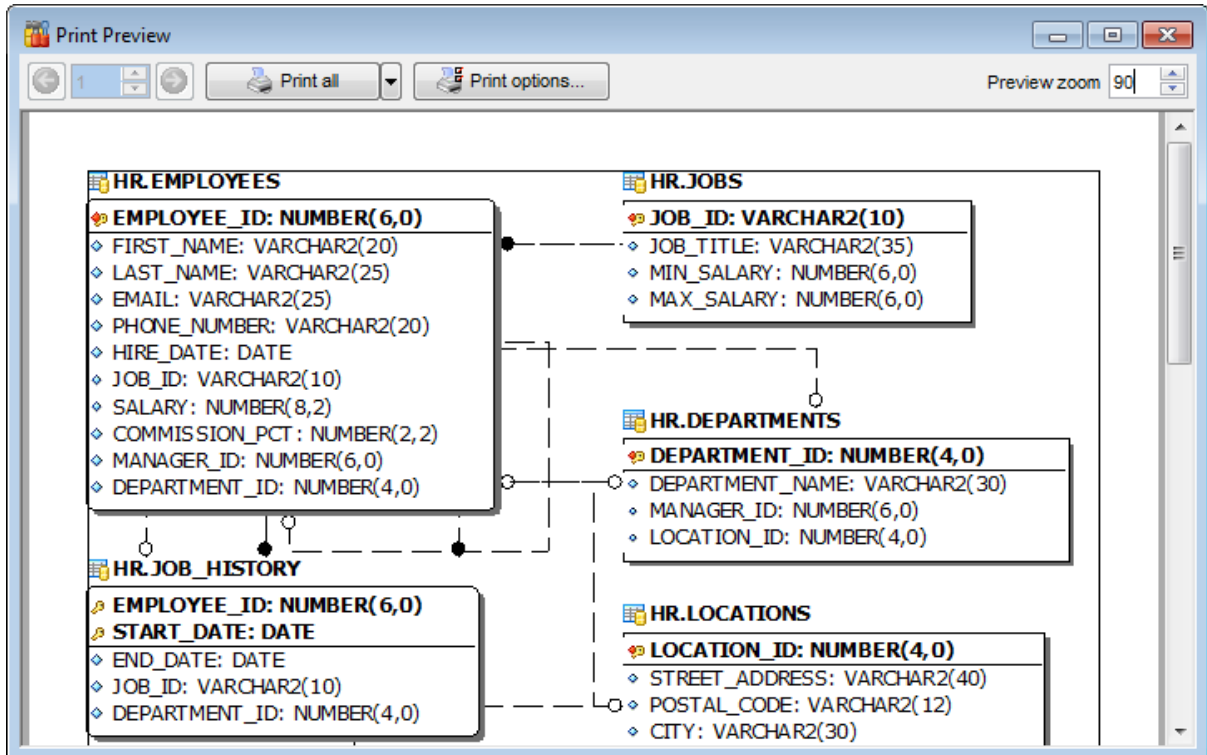 Print Preview
1
Print all
Print options...
Preview zoom 90
HR.EMPLOYEES
EMPLOYEE_ID: NUMBER(6,0)
FIRST_NAME: VARCHAR2(20)
LAST_NAME: VARCHAR2(25)
EMAIL: VARCHAR2(25)
PHONE_NUMBER: VARCHAR2(20)
HIRE_DATE: DATE
JOB_ID: VARCHAR2(10)
SALARY: NUMBER(8,2)
COMMISSION_PCT: NUMBER(2,2)
MANAGER_ID: NUMBER(6,0)
DEPARTMENT_ID: NUMBER(4,0)
HR.JOBS
JOB_ID: VARCHAR2(10)
JOB_TITLE: VARCHAR2(35)
MIN_SALARY: NUMBER(6,0)
MAX_SALARY: NUMBER(6,0)
HR.DEPARTMENTS
DEPARTMENT_ID: NUMBER(4,0)
DEPARTMENT_NAME: VARCHAR2(30)
MANAGER_ID: NUMBER(6,0)
LOCATION_ID: NUMBER(4,0)
HR.JOB_HISTORY
EMPLOYEE_ID: NUMBER(6,0)
START_DATE: DATE
END_DATE: DATE
JOB_ID: VARCHAR2(10)
DEPARTMENT_ID: NUMBER(4,0)
HR.LOCATIONS
LOCATION_ID: NUMBER(4,0)
STREET_ADDRESS: VARCHAR2(40)
POSTAL_CODE: VARCHAR2(12)
CITY: VARCHAR2(30)